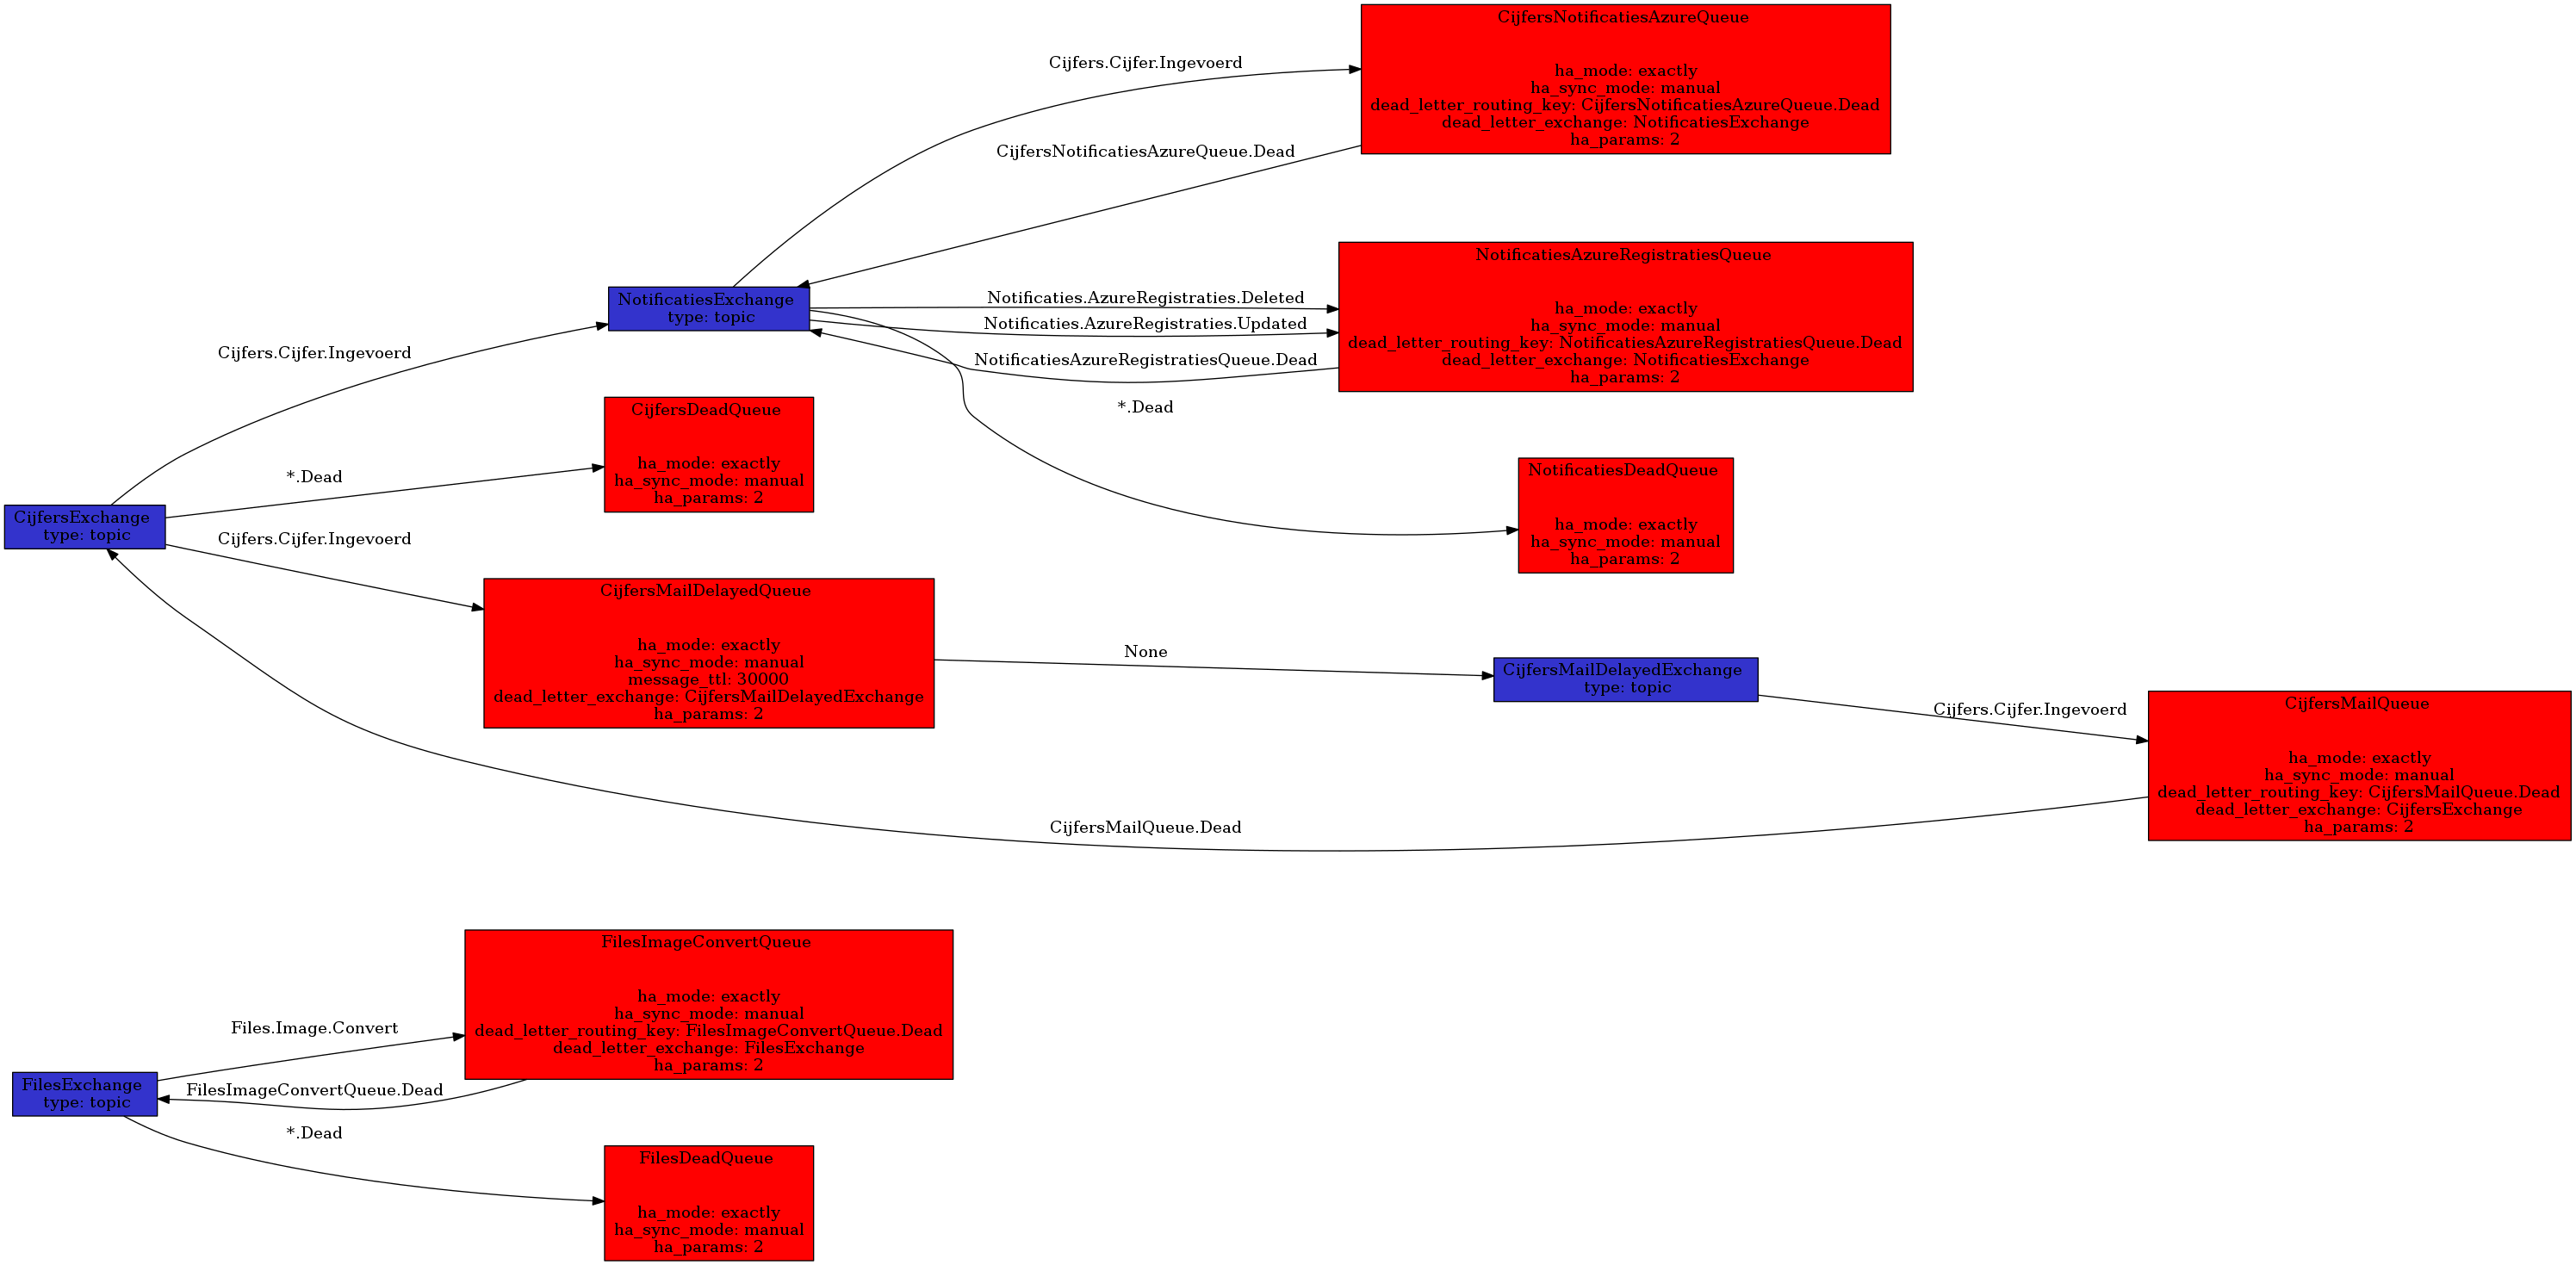 CijfersNotificatiesAzureQueue
ha_mode: exactly
ha_sync_mode: manual
dead_letter_routing_key: CijfersNotificatiesAzureQueue.Dead
dead_letter_exchange: NotificatiesExchange
ha_params: 2
Cijfers.Cijfer.Ingevoerd
CijfersNotificatiesAzureQueue.Dead
NotificatiesExchange
type: topic
Notificaties.AzureRegistraties.Deleted
Notificaties.AzureRegistraties.Updated
NotificatiesAzureRegistratiesQueue.Dead
*.Dead
NotificatiesAzureRegistratiesQueue
ha_mode: exactly
ha_sync_mode: manual
dead_letter_routing_key: NotificatiesAzureRegistratiesQueue.Dead
dead_letter_exchange: NotificatiesExchange
ha_params: 2
Cijfers.Cijfer.Ingevoerd
*.Dead
CijfersDeadQueue
ha_mode: exactly
ha_sync_mode: manual
ha_params: 2
NotificatiesDeadQueue
ha_mode: exactly
ha_sync_mode: manual
ha_params: 2
CijfersExchange
type: topic
Cijfers.Cijfer.Ingevoerd
CijfersMailDelayedQueue
ha_mode: exactly
ha_sync_mode: manual
message_ttl: 30000
dead_letter_exchange: CijfersMailDelayedExchange
ha_params: 2
None
CijfersMailDelayedExchange
type: topic
Cijfers.Cijfer.Ingevoerd
CijfersMailQueue
ha_mode: exactly
ha_sync_mode: manual
dead_letter_routing_key: CijfersMailQueue.Dead
dead_letter_exchange: CijfersExchange
ha_params: 2
CijfersMailQueue.Dead
FilesImageConvertQueue
ha_mode: exactly
ha_sync_mode: manual
dead_letter_routing_key: FilesImageConvertQueue.Dead
dead_letter_exchange: FilesExchange
ha_params: 2
Files.Image.Convert
FilesExchange
type: topic
FilesImageConvertQueue.Dead
*.Dead
FilesDeadQueue
ha_mode: exactly
ha_sync_mode: manual
ha_params: 2